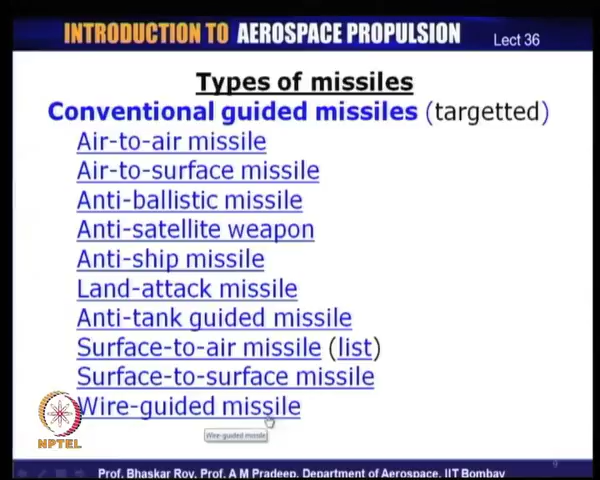 INTRODUCTION TO AEROSPACE PROPULSION Lect 36
Types of missiles
Conventional guided missiles (targetted)
Air-to-air missile
Air-to-surface missile
Anti-ballistic missile
Anti-satellite weapon
Anti-ship missile
Land-attack missile
Anti-tank guided missile
Surface-to-air missile (list)
Surface-to-surface missile
Wire-guided missile
Wire-guided missile
NPTEL
9
Prof. Bhaskar Roy, Prof. A M Pradeep, Department of Aerospace, IIT Bombay